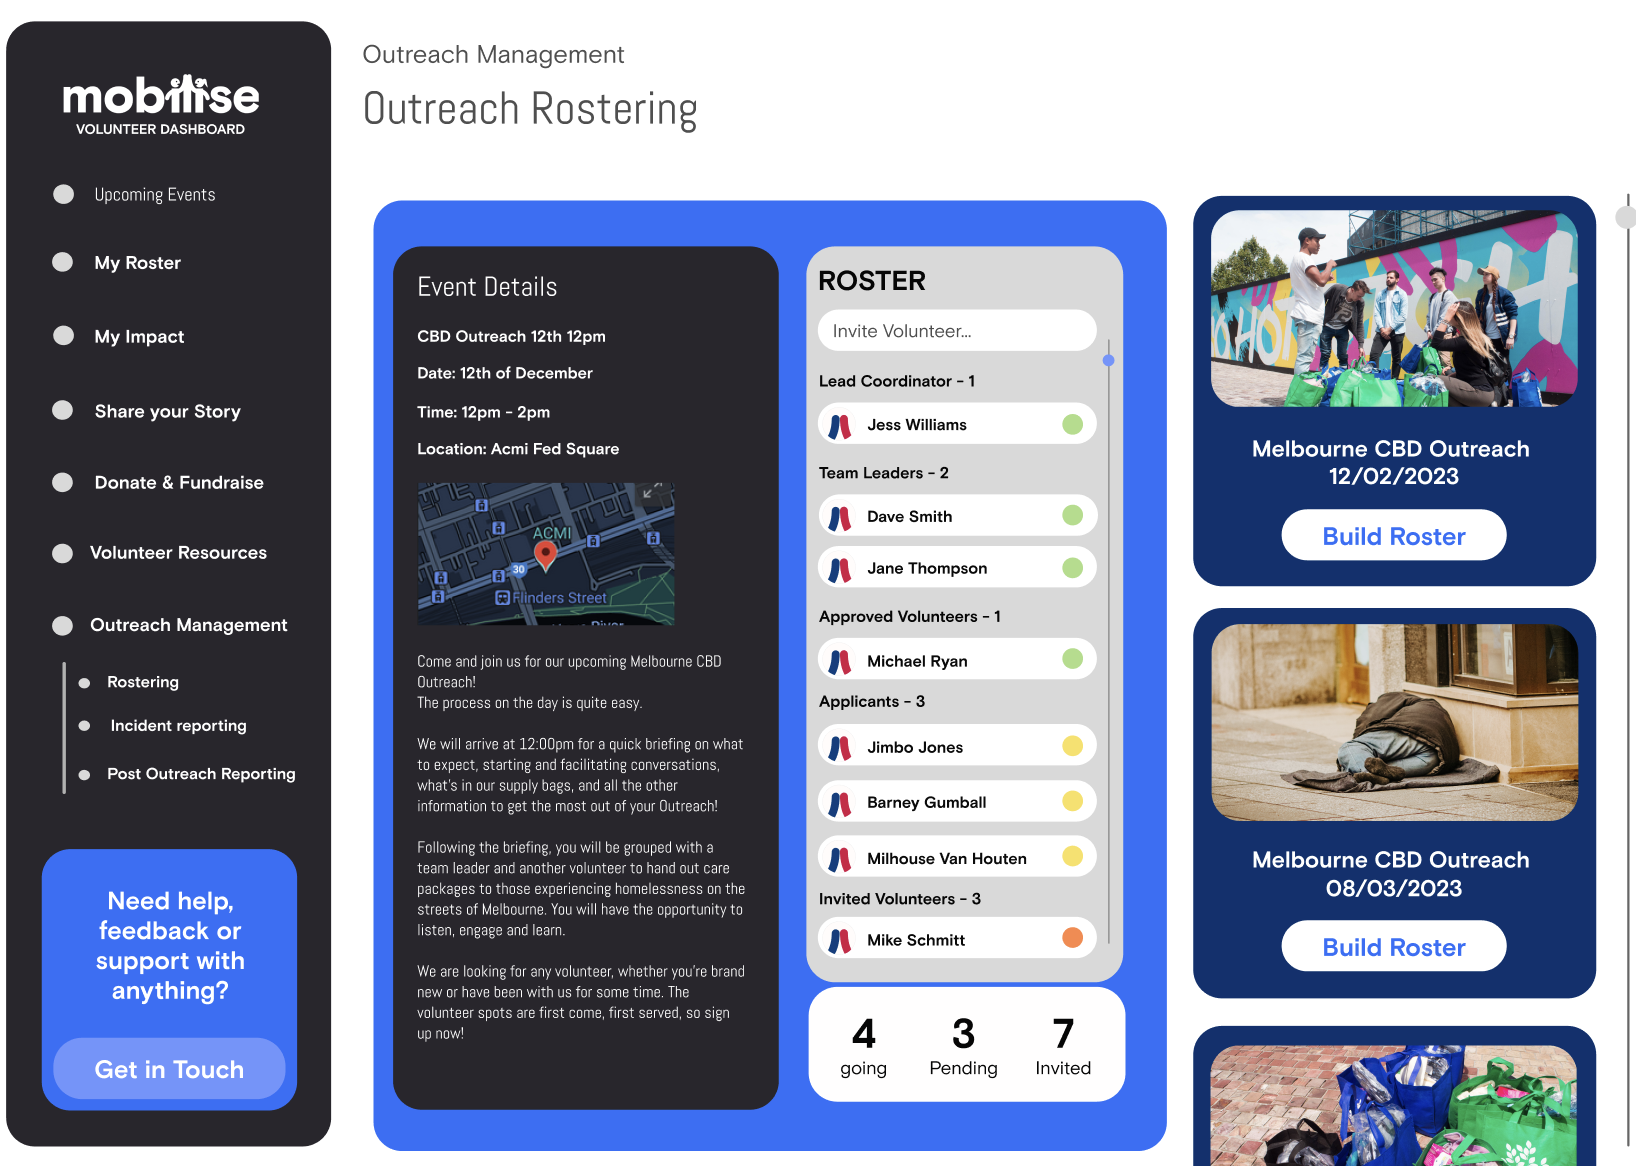 mobilise
VOLUNTEER DASHBOARD
Upcoming Events
My Roster
My Impact
Share your Story
Donate & Fundraise
Volunteer Resources
Outreach Management
Rostering
Incident reporting
Post Outreach Reporting
Need help,
feedback or
support with
anything?
Get in Touch
Outreach Management
Outreach Rostering
Event Details
CBD Outreach 12th 12pm
Date: 12th of December
Time: 12pm - 2pm
Location: Acmi Fed Square
ACMI
30
Flinders Street
River
Come and join us for our upcoming Melbourne CBD
Outreach!
The process on the day is quite easy.
We will arrive at 12:00pm for a quick briefing on what
to expect, starting and facilitating conversations,
what's in our supply bags, and all the other
information to get the most out of your Outreach!
Following the briefing, you will be grouped with a
team leader and another volunteer to hand out care
packages to those experiencing homelessness on the
streets of Melbourne. You will have the opportunity to
listen, engage and learn.
We are looking for any volunteer, whether you're brand
new or have been with us for some time. The
volunteer spots are first come, first served, so sign
up now!
ROSTER
Invite Volunteer...
Lead Coordinator - 1
Jess Williams
Team Leaders - 2
Dave Smith
Jane Thompson
Approved Volunteers - 1
Michael Ryan
Applicants - 3
Jimbo Jones
Barney Gumball
Milhouse Van Houten
Invited Volunteers - 3
Mike Schmitt
4 3 7
going Pending Invited
Melbourne CBD Outreach
12/02/2023
Build Roster
Melbourne CBD Outreach
08/03/2023
Build Roster